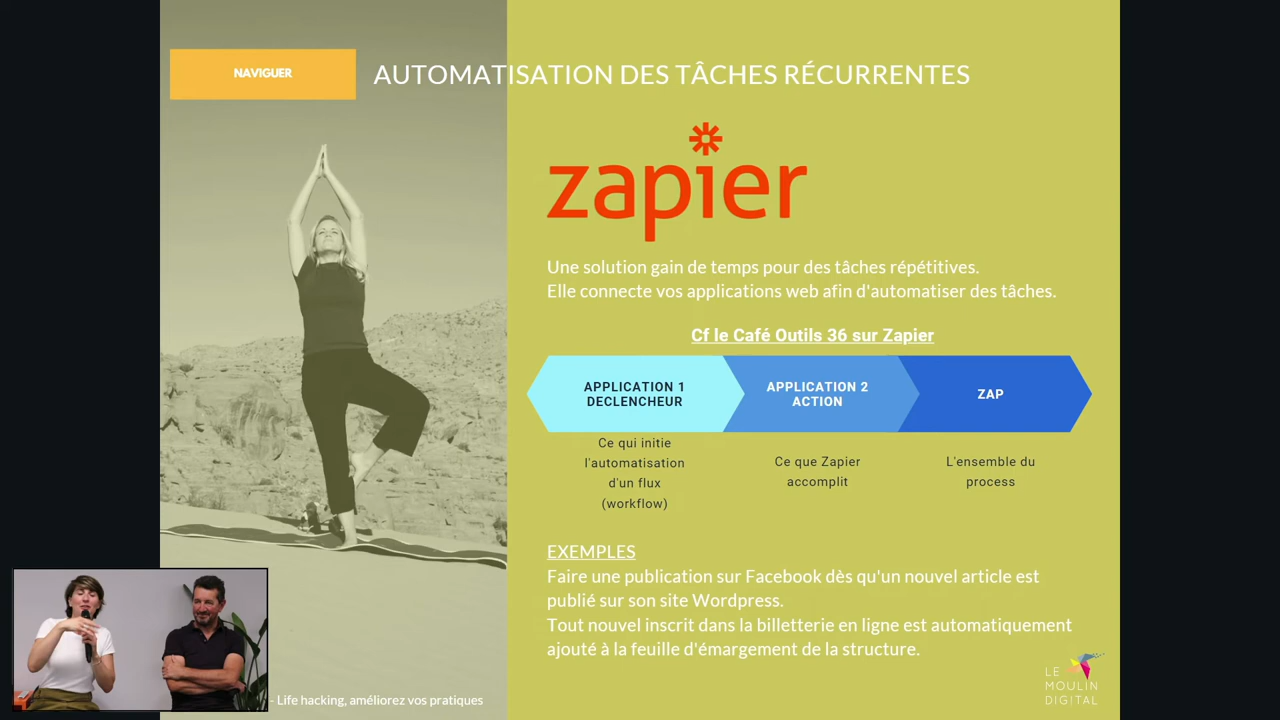 NAVIGUER
AUTOMATISATION DES TÂCHES RÉCURRENTES
zapier
Une solution gain de temps pour des tâches répétitives.
Elle connecte vos applications web afin d'automatiser des tâches.
Cf le Café Outils 36 sur Zapier
APPLICATION 1
DECLENCHEUR
APPLICATION 2
ACTION
ZAP
Ce qui initie
l'automatisation
d'un flux
(workflow)
Ce que Zapier
accomplit
L'ensemble du
process
EXEMPLES
Faire une publication sur Facebook dès qu'un nouvel article est
publié sur son site Wordpress.
Tout nouvel inscrit dans la billetterie en ligne est automatiquement
ajouté à la feuille d'émargement de la structure.
- Life hacking, améliorez vos pratiques
LE
MOULIN
DIGITAL